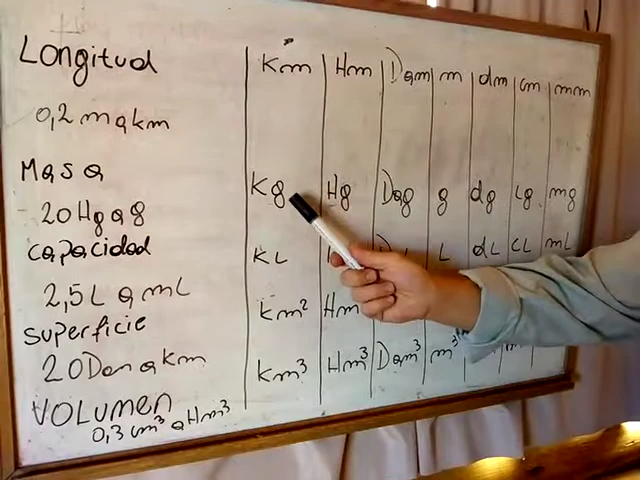 Longitud Km Hm Dam m dm cm mm
0,2 m a km
Masa Kg Hg Dag g dg cg mg
20 Hg a g
capacidad KL L dL cL mL
2,5 L a mL
superficie km² Hm
20 Dam a km
VOLUMEN km³ Hm³ Dam³ m³
0,3 cm³ a Hm³